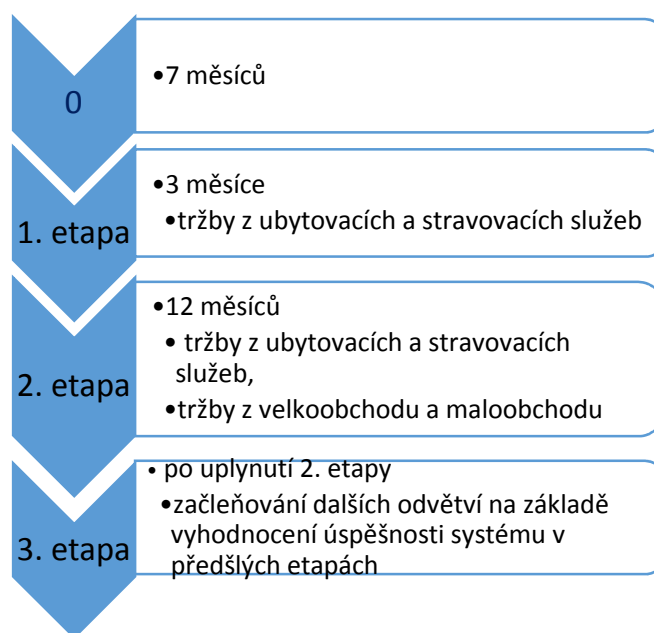 0
•7 měsíců
1. etapa
•3 měsíce
•tržby z ubytovacích a stravovacích služeb
2. etapa
•12 měsíců
• tržby z ubytovacích a stravovacích
služeb,
•tržby z velkoobchodu a maloobchodu
3. etapa
• po uplynutí 2. etapy
•začleňování dalších odvětví na základě
vyhodnocení úspěšnosti systému v
předšlých etapách